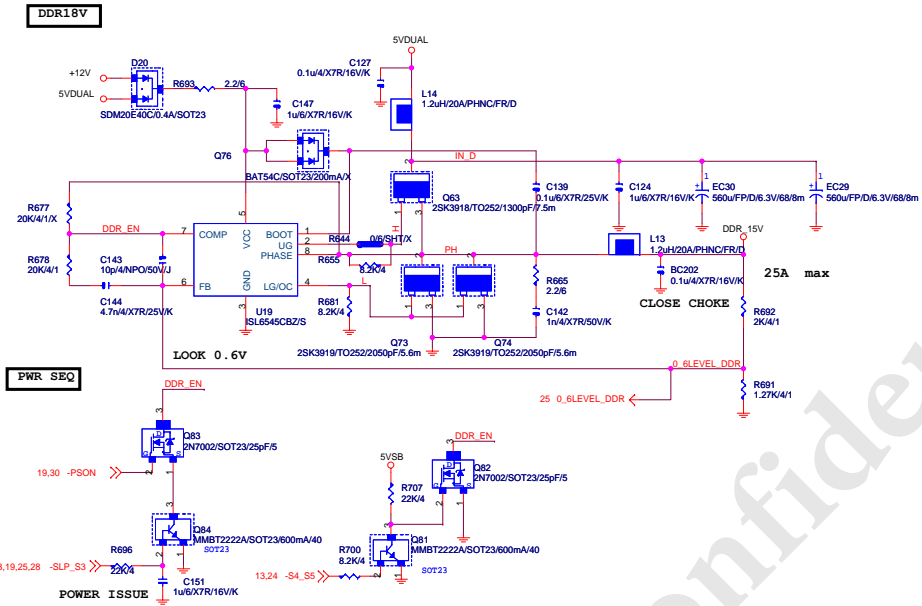 DDR18V
5VDUAL
D20
+12V
5VDUAL
R693
2.2/6
SDM20E40C/0.4A/SOT23
C127
0.1u/4/X7R/16V/K
C147
1u/6/X7R/16V/K
L14
1.2uH/20A/PHNC/FR/D
Q76
BAT54C/SOT23/200mA/X
IN_D
Q63
2SK3918/TO252/1300pF/7.5m
C139
0.1u/6/X7R/25V/K
C124
1u/6/X7R/16V/K
EC30
560u/FP/D/6.3V/68/8m
EC29
560u/FP/D/6.3V/68/8m
R677
20K/4/1/X
DDR_EN
R678
20K/4/1
C143
10p/4/NPO/50V/J
C144
4.7n/4/X7R/25V/K
7 COMP
6 FB
5 VCC
GND 3
BOOT 1
UG 2
PHASE 8
LG/OC 4
U19
ISL6545CBZ/S
R644
0/6/SHT/X
R655
8.2K/4
R681
8.2K/4
H
L
PH
L13
1.2uH/20A/PHNC/FR/D
DDR_15V
R665
2.2/6
C142
1n/4/X7R/50V/K
BC202
0.1u/4/X7R/16V/K
CLOSE CHOKE
25A max
R692
2K/4/1
Q73
2SK3919/TO252/2050pF/5.6m
Q74
2SK3919/TO252/2050pF/5.6m
LOOK 0.6V
0_6LEVEL_DDR
R691
1.27K/4/1
25 0_6LEVEL_DDR
PWR SEQ
DDR_EN
Q83
2N7002/SOT23/25pF/5
19,30 -PSON
Q84
MMBT2222A/SOT23/600mA/40
SOT23
R696
22K/4
,19,25,28 -SLP_S3
C151
1u/6/X7R/16V/K
POWER ISSUE
5VSB
R707
22K/4
DDR_EN
Q82
2N7002/SOT23/25pF/5
Q81
MMBT2222A/SOT23/600mA/40
SOT23
R700
8.2K/4
13,24 -S4_S5